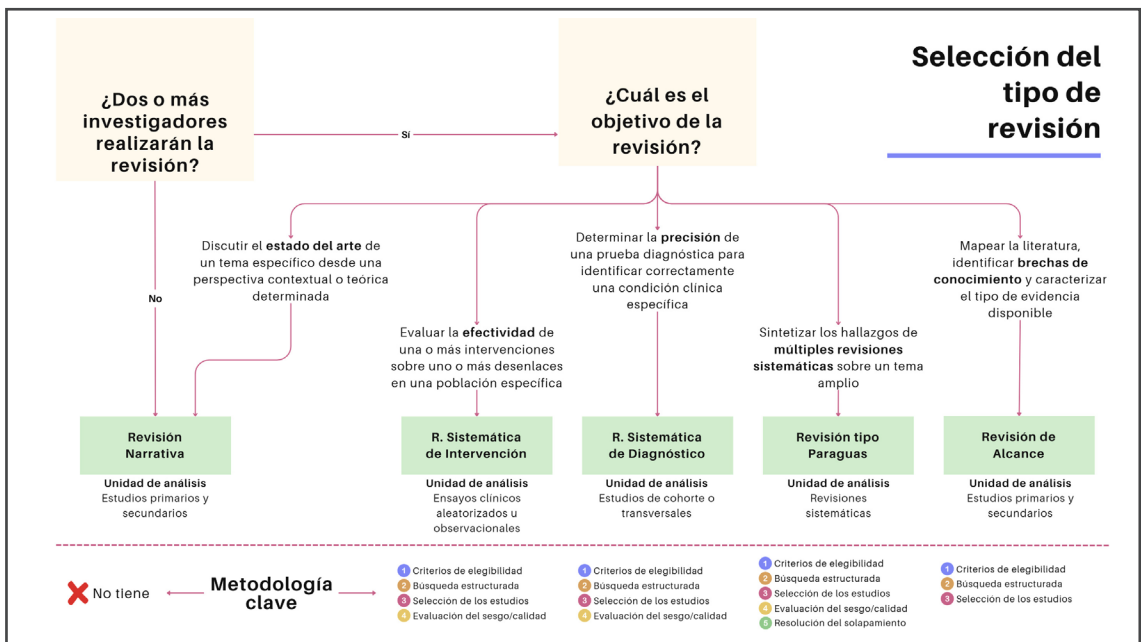 Selección del
tipo de
revisión
¿Dos o más
investigadores
realizarán la
revisión?
Sí
¿Cuál es el
objetivo de la
revisión?
No
Discutir el estado del arte de
un tema específico desde una
perspectiva contextual o teórica
determinada
Evaluar la efectividad de
una o más intervenciones
sobre uno o más desenlaces
en una población específica
Determinar la precisión de
una prueba diagnóstica para
identificar correctamente
una condición clínica
específica
Sintetizar los hallazgos de
múltiples revisiones
sistemáticas sobre un tema
amplio
Mapear la literatura,
identificar brechas de
conocimiento y caracterizar
el tipo de evidencia
disponible
Revisión
Narrativa
Unidad de análisis
Estudios primarios y
secundarios
R. Sistemática
de Intervención
Unidad de análisis
Ensayos clínicos
aleatorizados u
observacionales
R. Sistemática
de Diagnóstico
Unidad de análisis
Estudios de cohorte o
transversales
Revisión tipo
Paraguas
Unidad de análisis
Revisiones
sistemáticas
Revisión de
Alcance
Unidad de análisis
Estudios primarios y
secundarios
No tiene
Metodología
clave
1 Criterios de elegibilidad
2 Búsqueda estructurada
3 Selección de los estudios
4 Evaluación del sesgo/calidad
1 Criterios de elegibilidad
2 Búsqueda estructurada
3 Selección de los estudios
4 Evaluación del sesgo/calidad
1 Criterios de elegibilidad
2 Búsqueda estructurada
3 Selección de los estudios
4 Evaluación del sesgo/calidad
5 Resolución del solapamiento
1 Criterios de elegibilidad
2 Búsqueda estructurada
3 Selección de los estudios